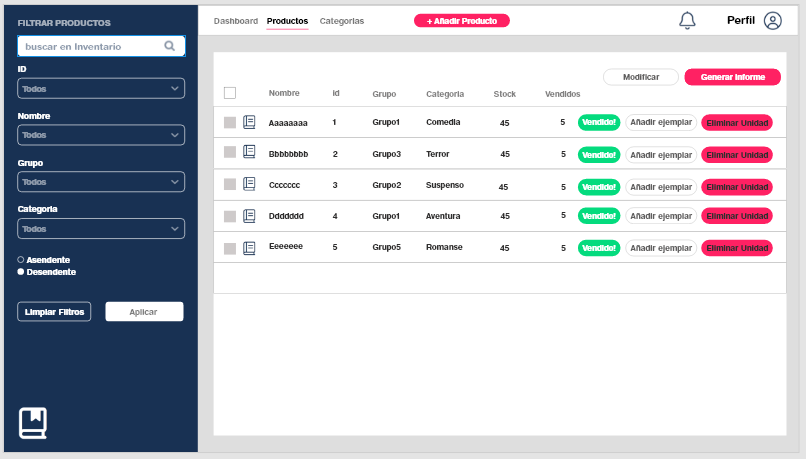 FILTRAR PRODUCTOS
buscar en Inventario
ID
Todos
Nombre
Todos
Grupo
Todos
Categoria
Todos
Asendente
Desendente
Limpiar Filtros Aplicar
Dashboard Productos Categorias + Añadir Producto Perfil
Modificar Generar Informe
Nombre id Grupo Categoria Stock Vendidos
Aaaaaaaa 1 Grupo1 Comedia 45 5 Vendido! Añadir ejemplar Eliminar Unidad
Bbbbbbbb 2 Grupo3 Terror 45 5 Vendido! Añadir ejemplar Eliminar Unidad
Ccccccc 3 Grupo2 Suspenso 45 5 Vendido! Añadir ejemplar Eliminar Unidad
Ddddddd 4 Grupo1 Aventura 45 5 Vendido! Añadir ejemplar Eliminar Unidad
Eeeeeee 5 Grupo5 Romanse 45 5 Vendido! Añadir ejemplar Eliminar Unidad